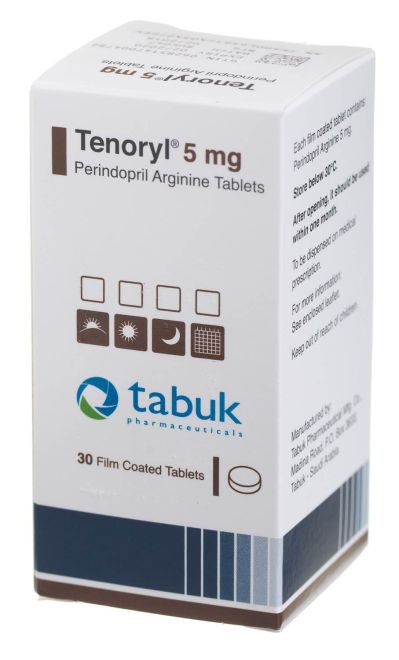 Tenoryl 5 mg
Perindopril Arginine Tablets
Tenoryl® 5 mg
Perindopril Arginine Tablets
tabuk
pharmaceuticals
30 Film Coated Tablets
Each film coated tablet contains:
Perindopril Arginine 5 mg.
Store below 30°C.
After opening, it should be used
within one month.
To be dispensed on medical
prescription.
For more information:
See enclosed leaflet.
Keep out of reach of children.
Manufactured by:
Tabuk Pharmaceutical Mfg. Co.,
Madina Road, P.O. Box 3633,
Tabuk - Saudi Arabia.